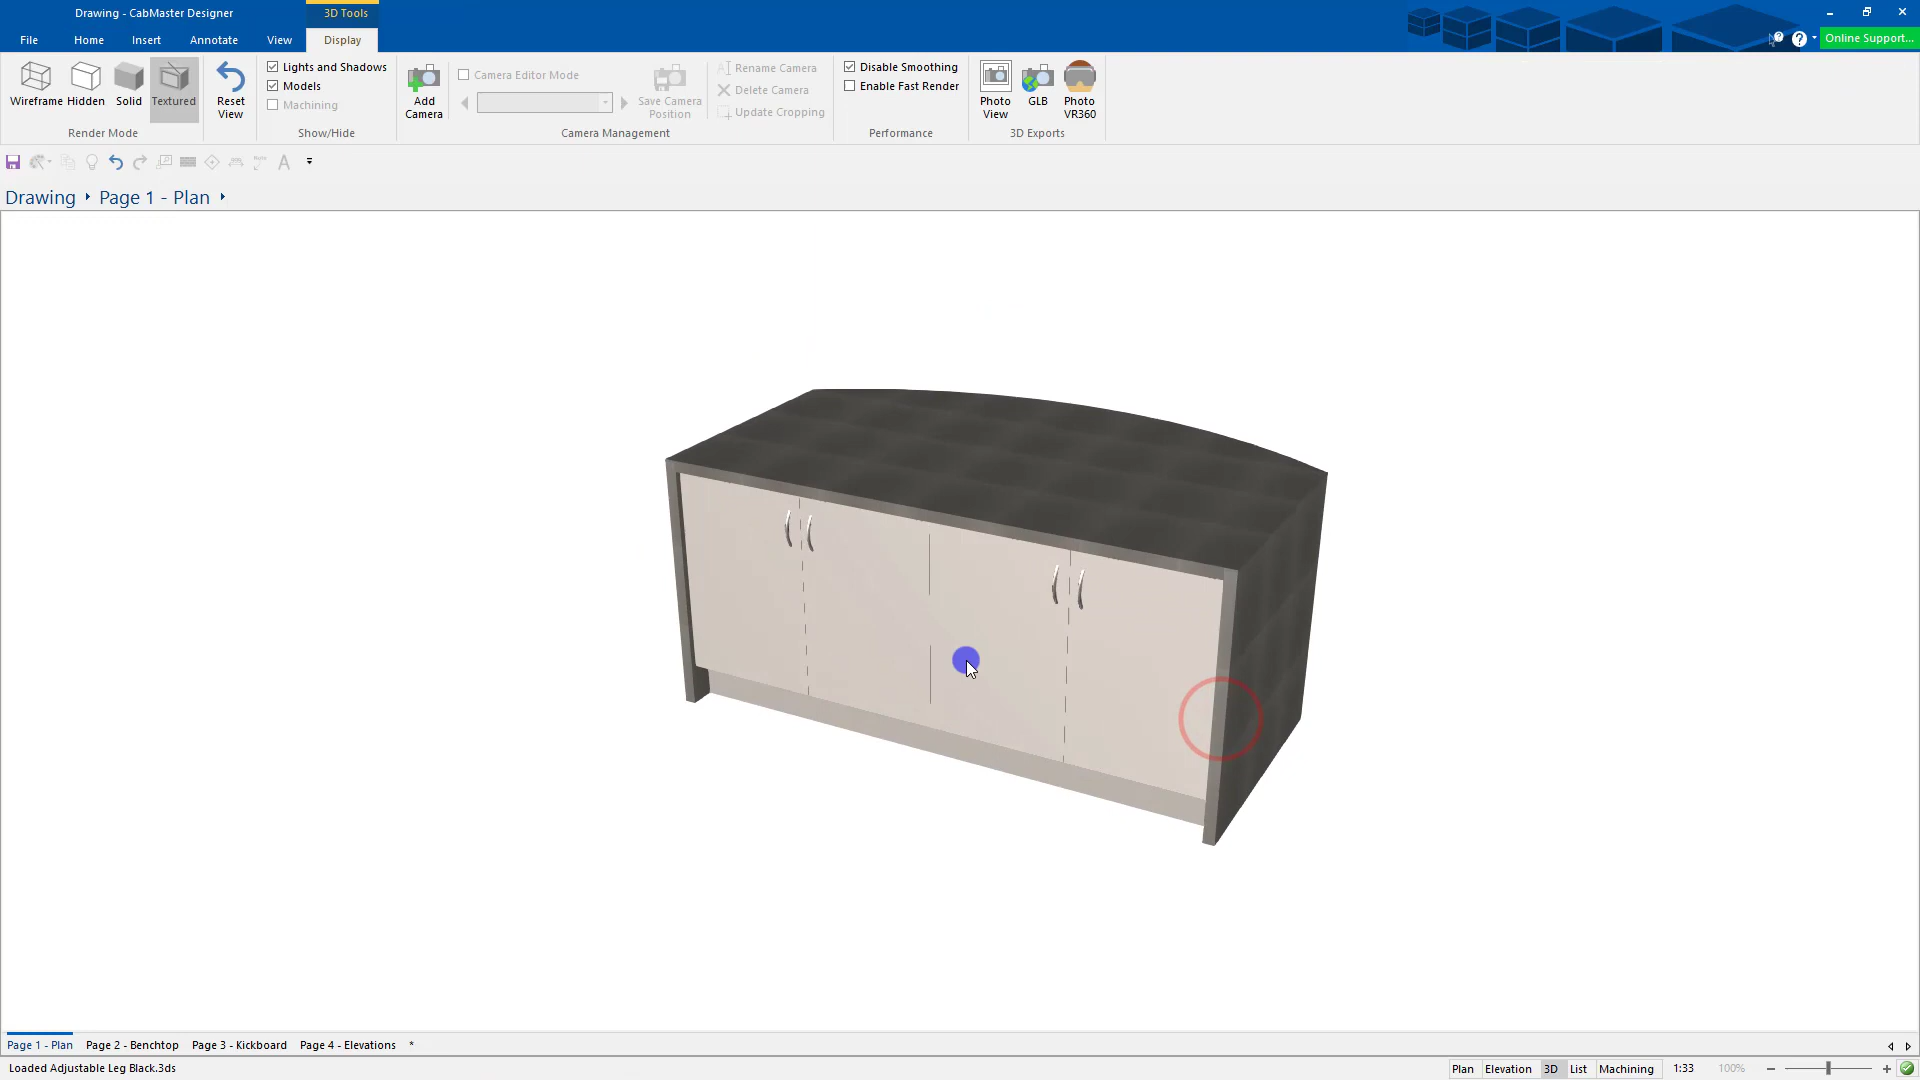 Drawing - CabMaster Designer
3D Tools
File Home Insert Annotate View Display
Online Support...
Wireframe Hidden Solid Textured
Render Mode
Reset View
Lights and Shadows
Models
Machining
Show/Hide
Add Camera
Camera Editor Mode
Save Camera Position
Rename Camera
Delete Camera
Update Cropping
Camera Management
Disable Smoothing
Enable Fast Render
Performance
Photo View
GLB
Photo VR360
3D Exports
Drawing Page 1 - Plan
Page 1 - Plan Page 2 - Benchtop Page 3 - Kickboard Page 4 - Elevations *
Loaded Adjustable Leg Black.3ds
Plan Elevation 3D List Machining 1:33 100%